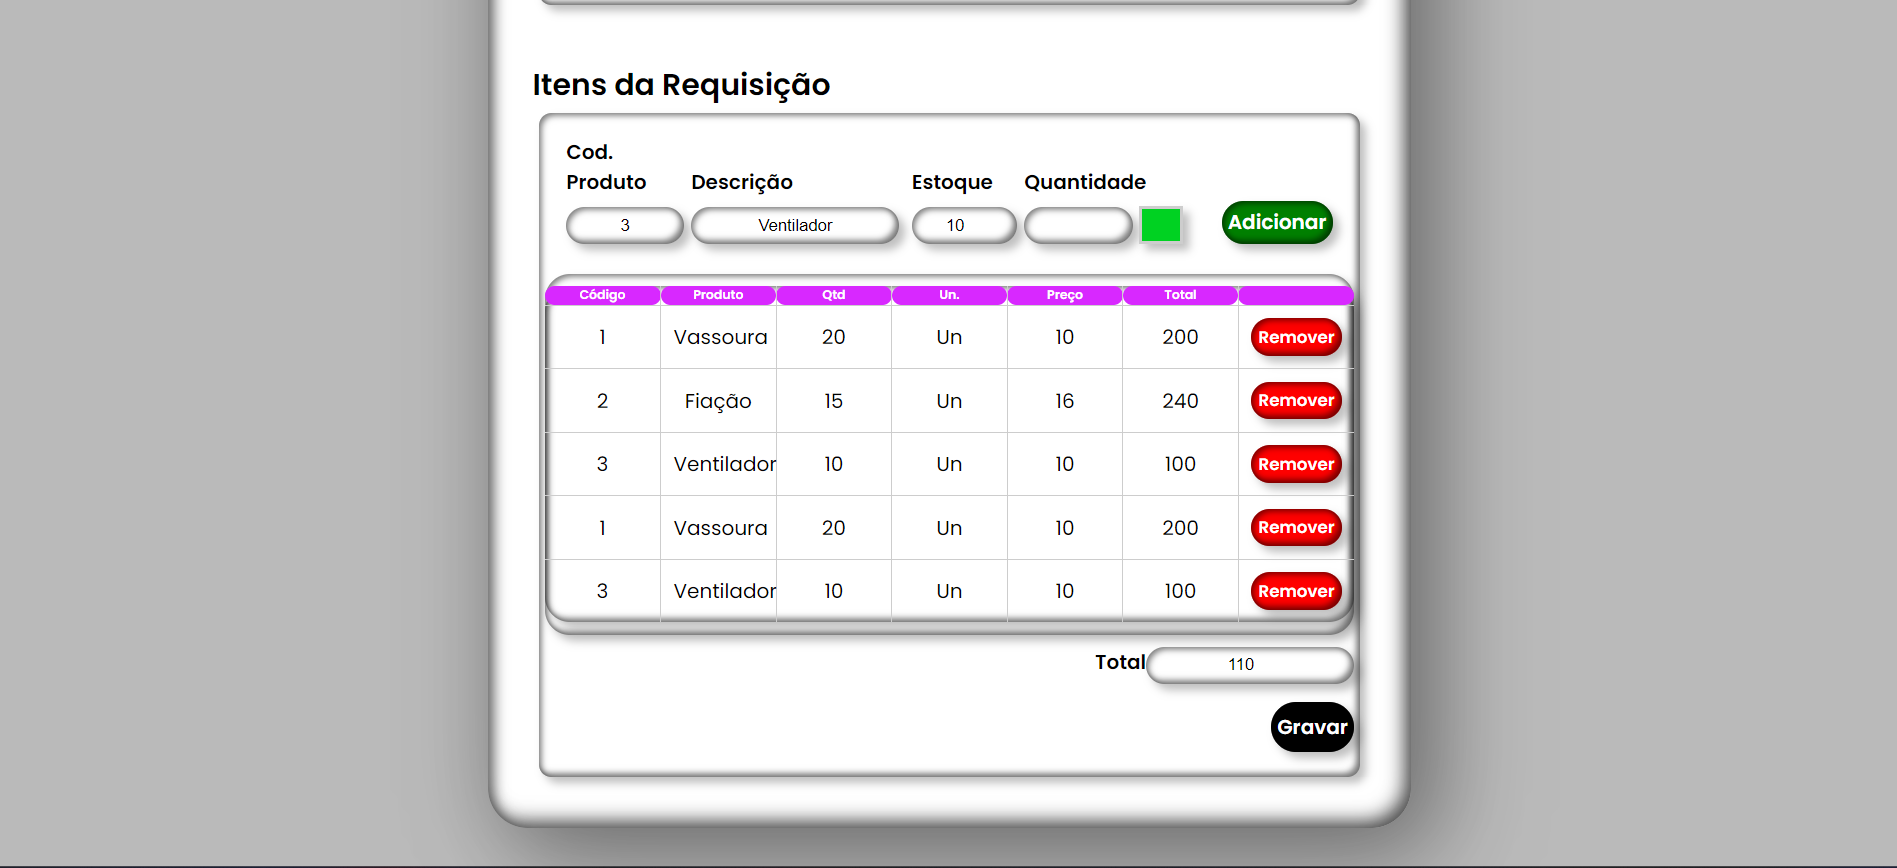 Itens da Requisição
Cod.
Produto Descrição Estoque Quantidade
3 Ventilador 10 Adicionar
Código Produto Qtd Un. Preço Total
1 Vassoura 20 Un 10 200 Remover
2 Fiação 15 Un 16 240 Remover
3 Ventilador 10 Un 10 100 Remover
1 Vassoura 20 Un 10 200 Remover
3 Ventilador 10 Un 10 100 Remover
Total 110
Gravar